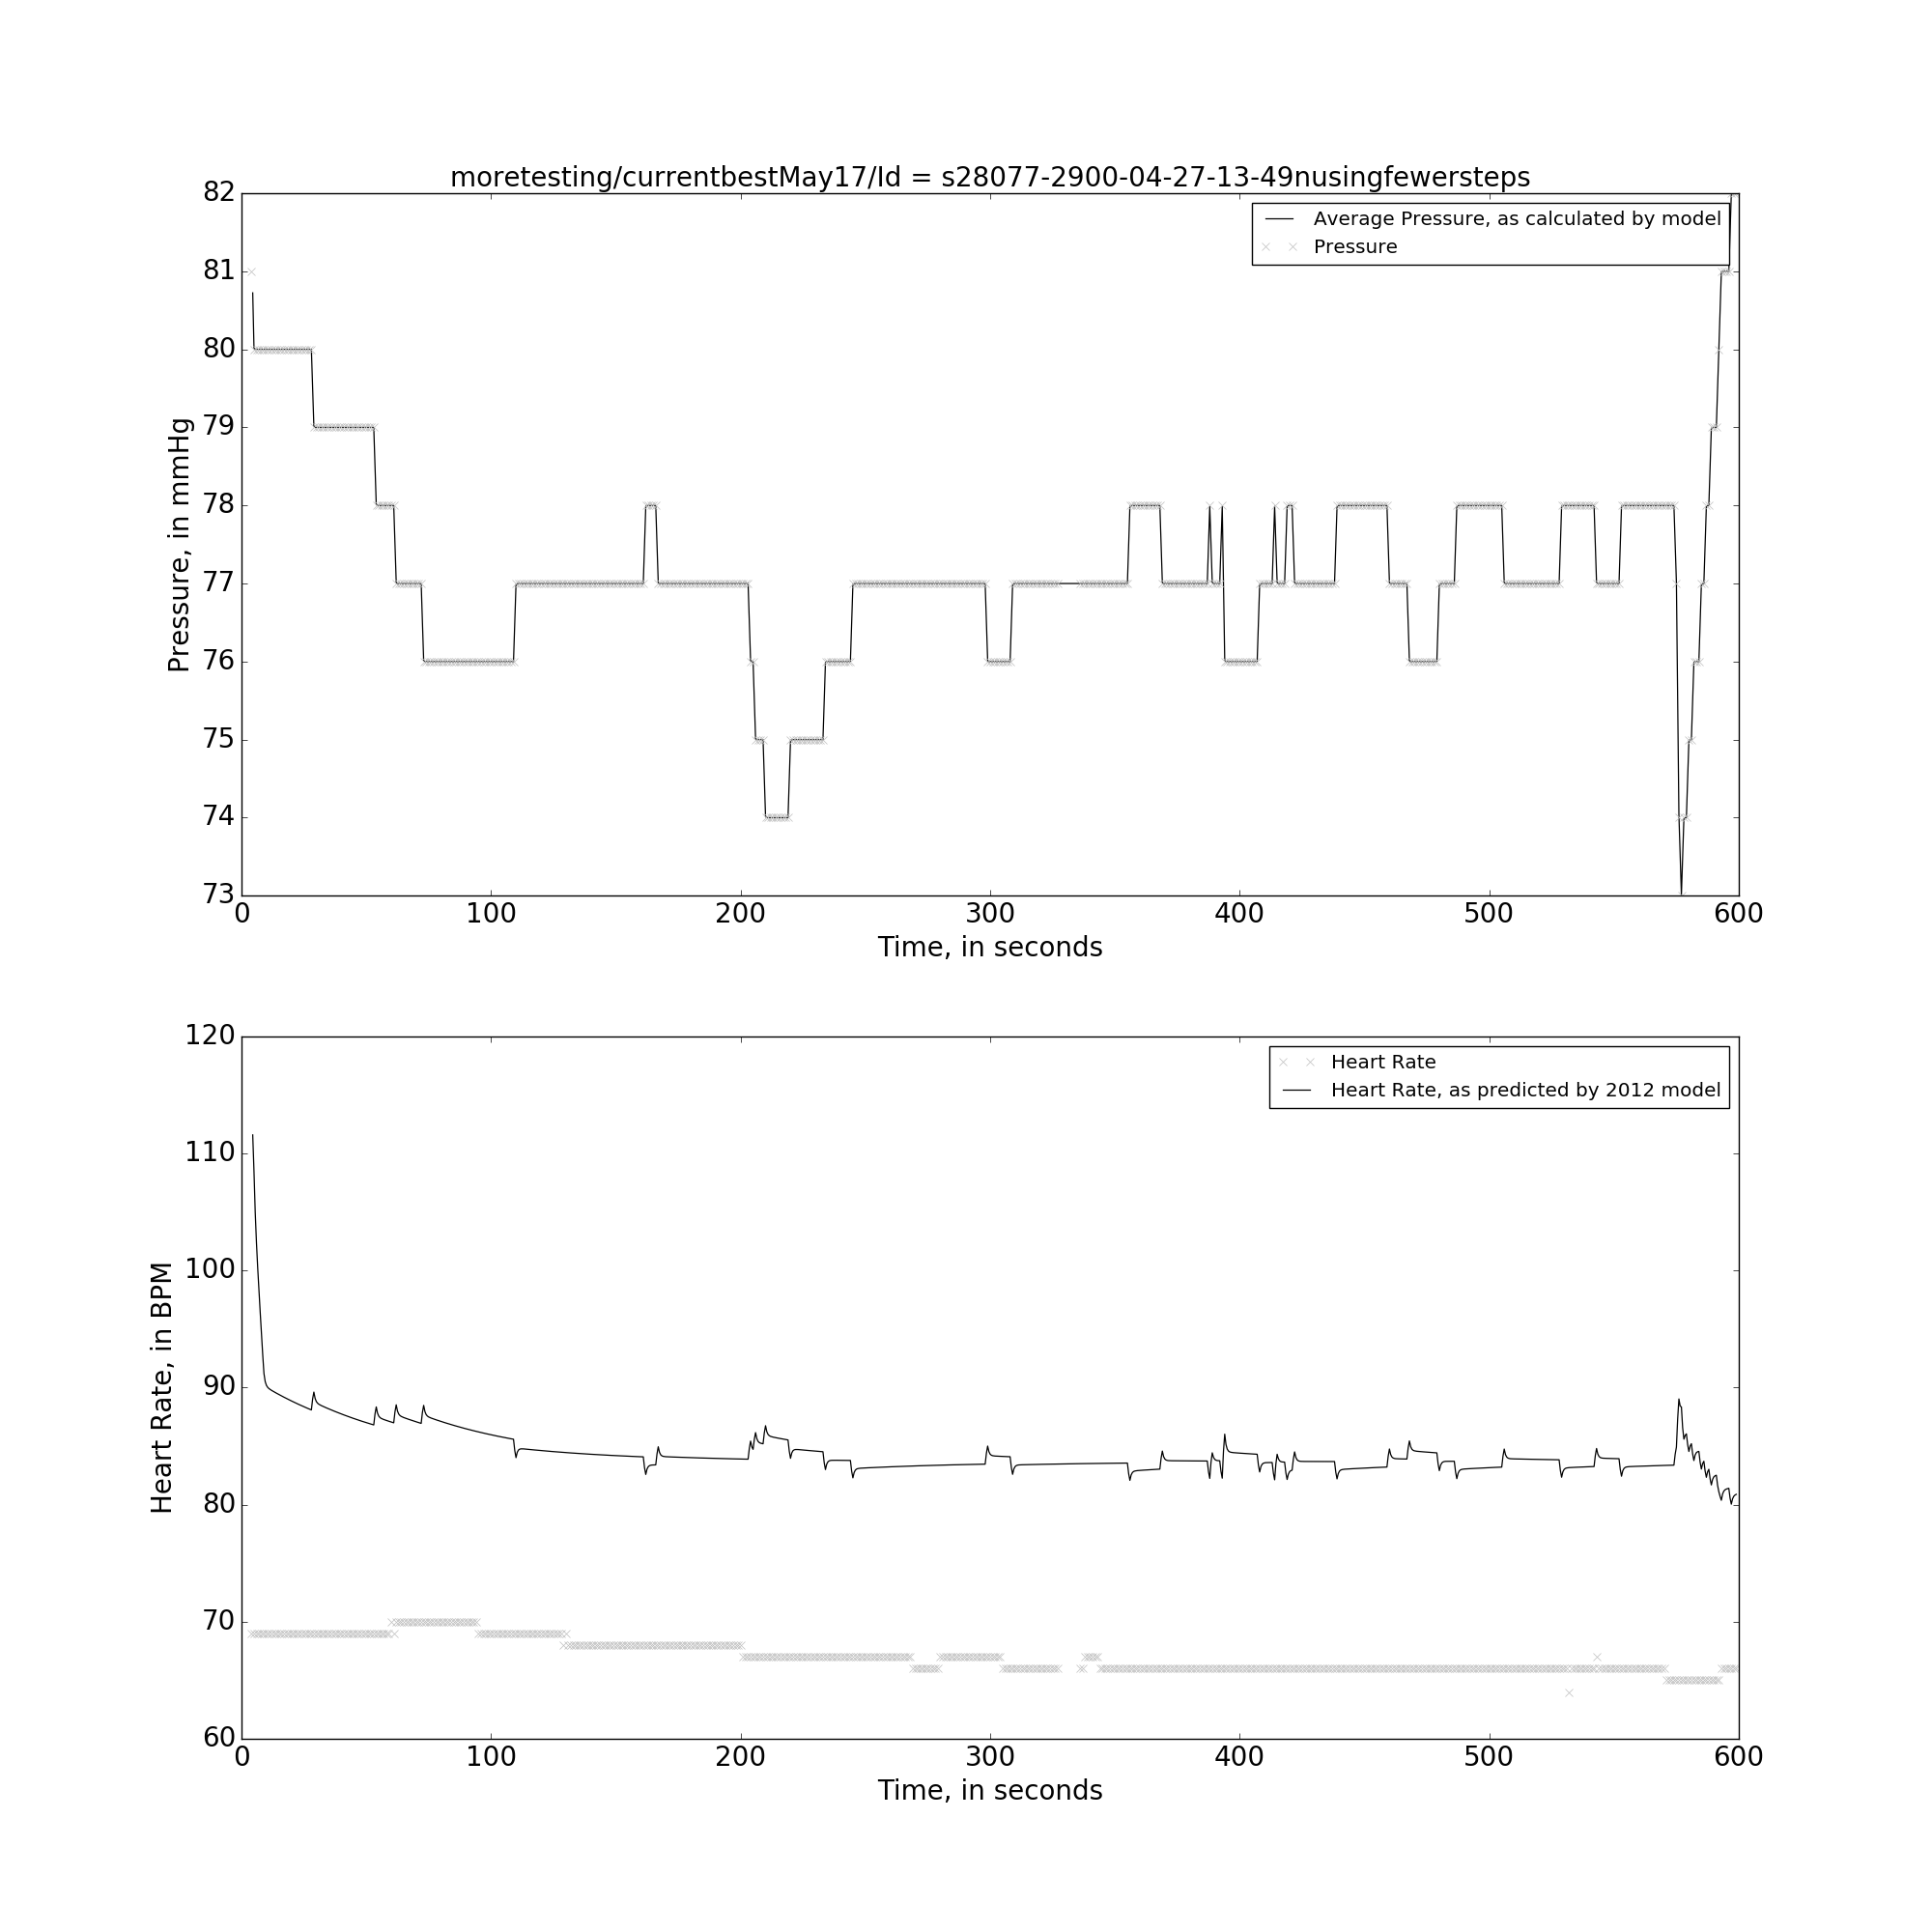 moretesting/currentbestMay17/Id = s28077-2900-04-27-13-49nusingfewersteps
82
81
80
79
78
77
76
75
74
73
Pressure, in mmHg
Average Pressure, as calculated by model
Pressure
0 100 200 300 400 500 600
Time, in seconds
120
110
100
90
80
70
60
Heart Rate, in BPM
Heart Rate
Heart Rate, as predicted by 2012 model
0 100 200 300 400 500 600
Time, in seconds